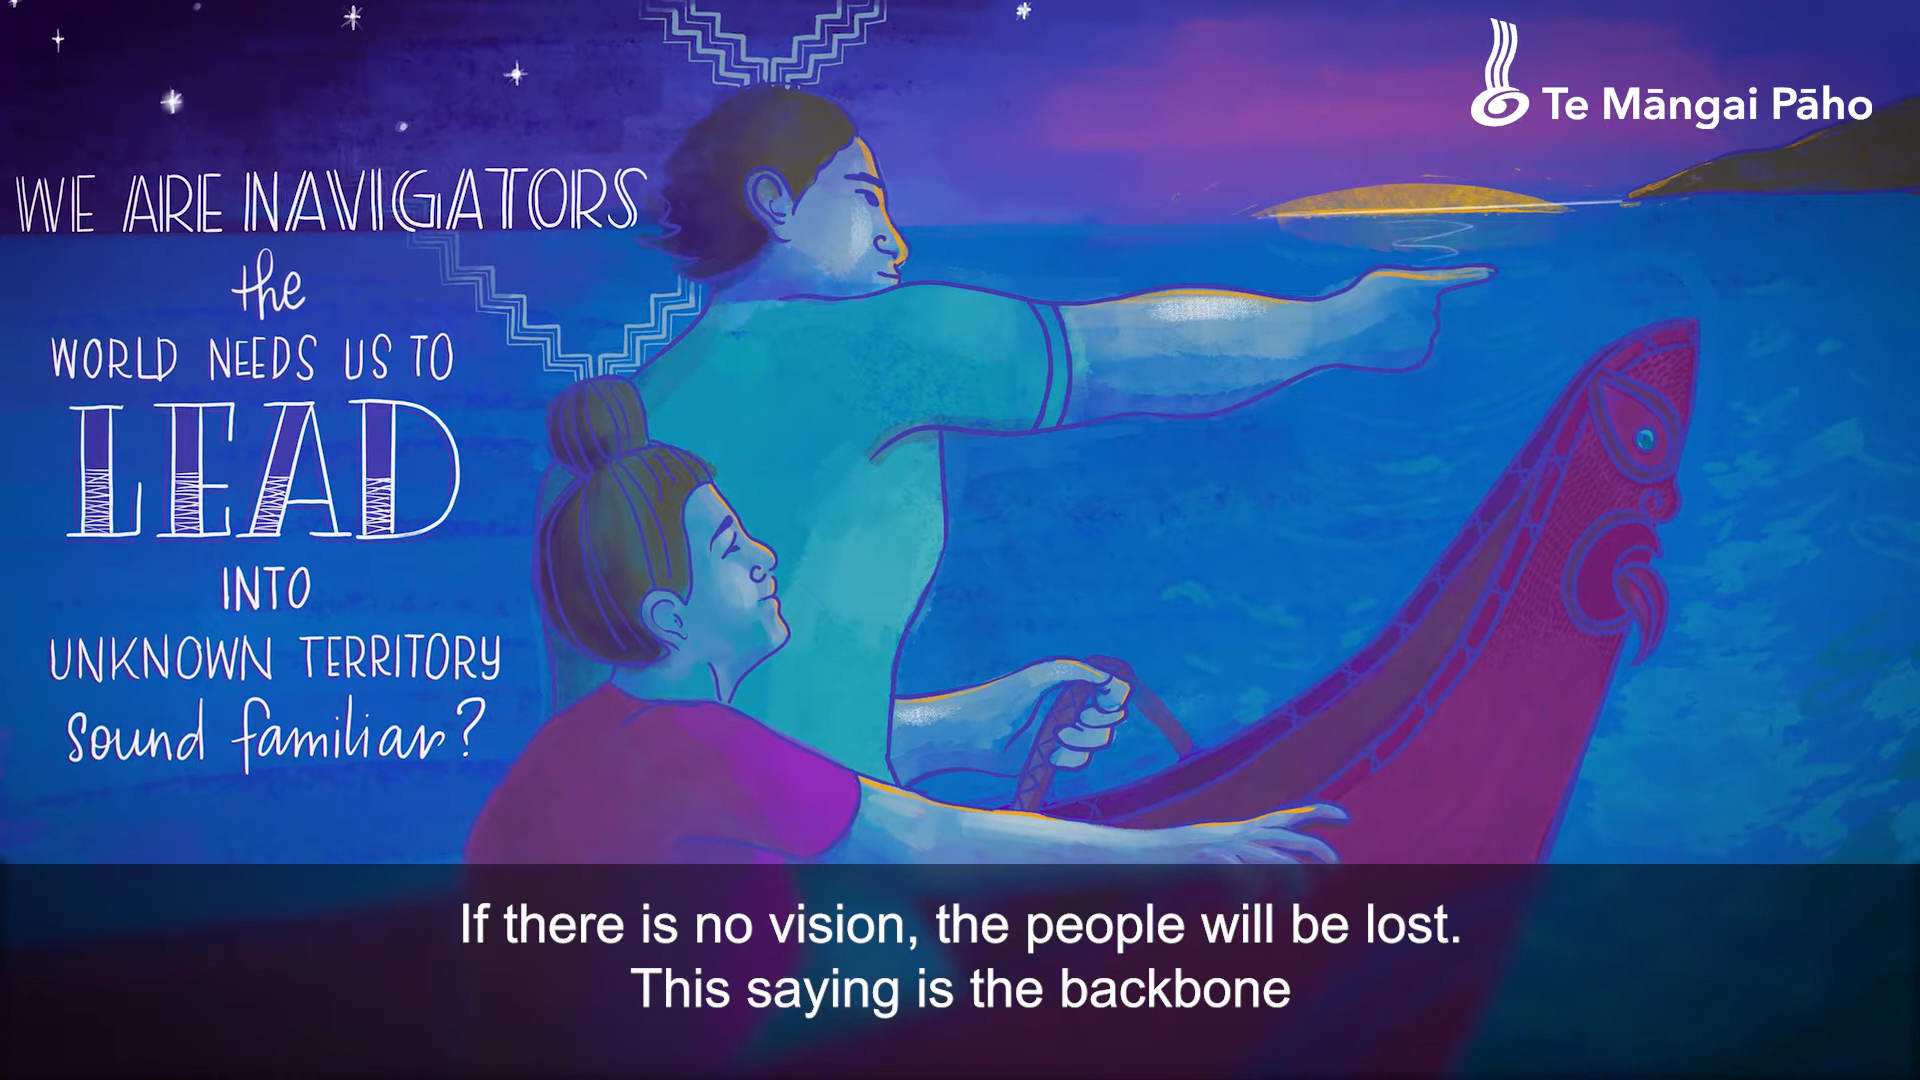 Te Māngai Pāho
WE ARE NAVIGATORS
the
WORLD NEEDS US TO
LEAD
INTO
UNKNOWN TERRITORY
sound familiar?
If there is no vision, the people will be lost.
This saying is the backbone